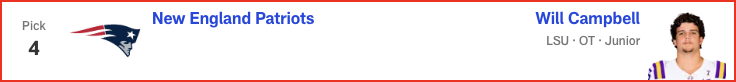 Pick
4
New England Patriots
Will Campbell
LSU · OT · Junior